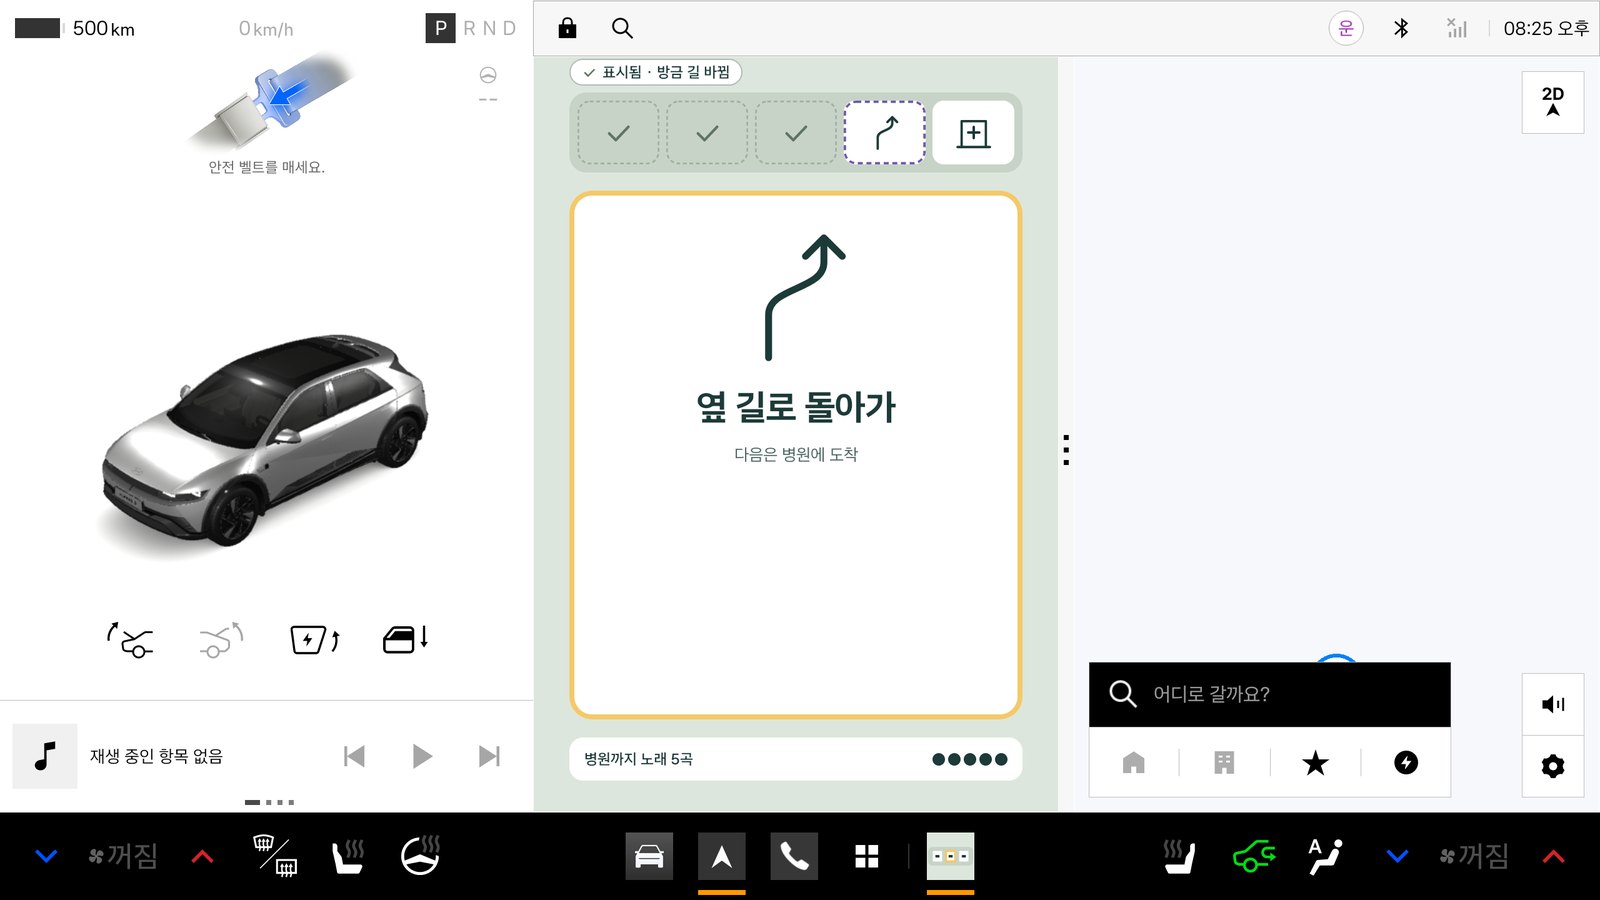 500 km
0 km/h
P R N D
안전 벨트를 매세요.
--
재생 중인 항목 없음
운
08:25 오후
표시됨 · 방금 길 바뀜
옆 길로 돌아가
다음은 병원에 도착
병원까지 노래 5곡
2D
어디로 갈까요?
꺼짐
A
꺼짐